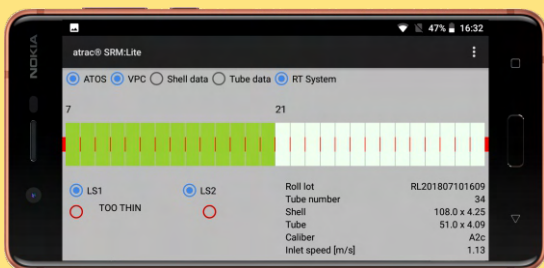 NOKIA
47% 16:32
atrac® SRM:Lite
ATOS VPC Shell data Tube data RT System
7 21
LS1 LS2
TOO THIN
Roll lot RL201807101609
Tube number 34
Shell 108.0 x 4.25
Tube 51.0 x 4.09
Caliber A2c
Inlet speed [m/s] 1.13